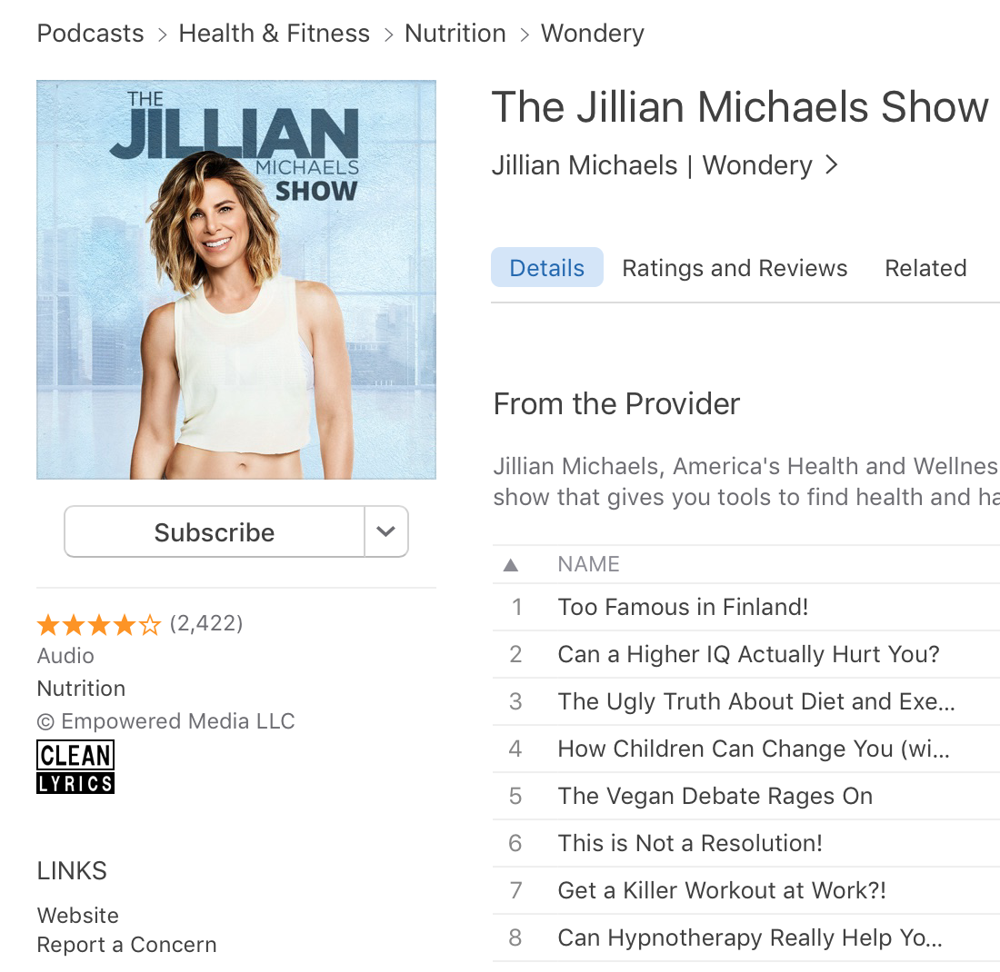 Podcasts > Health & Fitness > Nutrition > Wondery
THE
JILLIAN
MICHAELS
SHOW
The Jillian Michaels Show
Jillian Michaels | Wondery >
Details Ratings and Reviews Related
From the Provider
Jillian Michaels, America's Health and Wellnes
show that gives you tools to find health and ha
Subscribe
★★★★☆ (2,422)
Audio
Nutrition
© Empowered Media LLC
CLEAN
LYRICS
LINKS
Website
Report a Concern
▲ NAME
1 Too Famous in Finland!
2 Can a Higher IQ Actually Hurt You?
3 The Ugly Truth About Diet and Exe...
4 How Children Can Change You (wi...
5 The Vegan Debate Rages On
6 This is Not a Resolution!
7 Get a Killer Workout at Work?!
8 Can Hypnotherapy Really Help Yo...